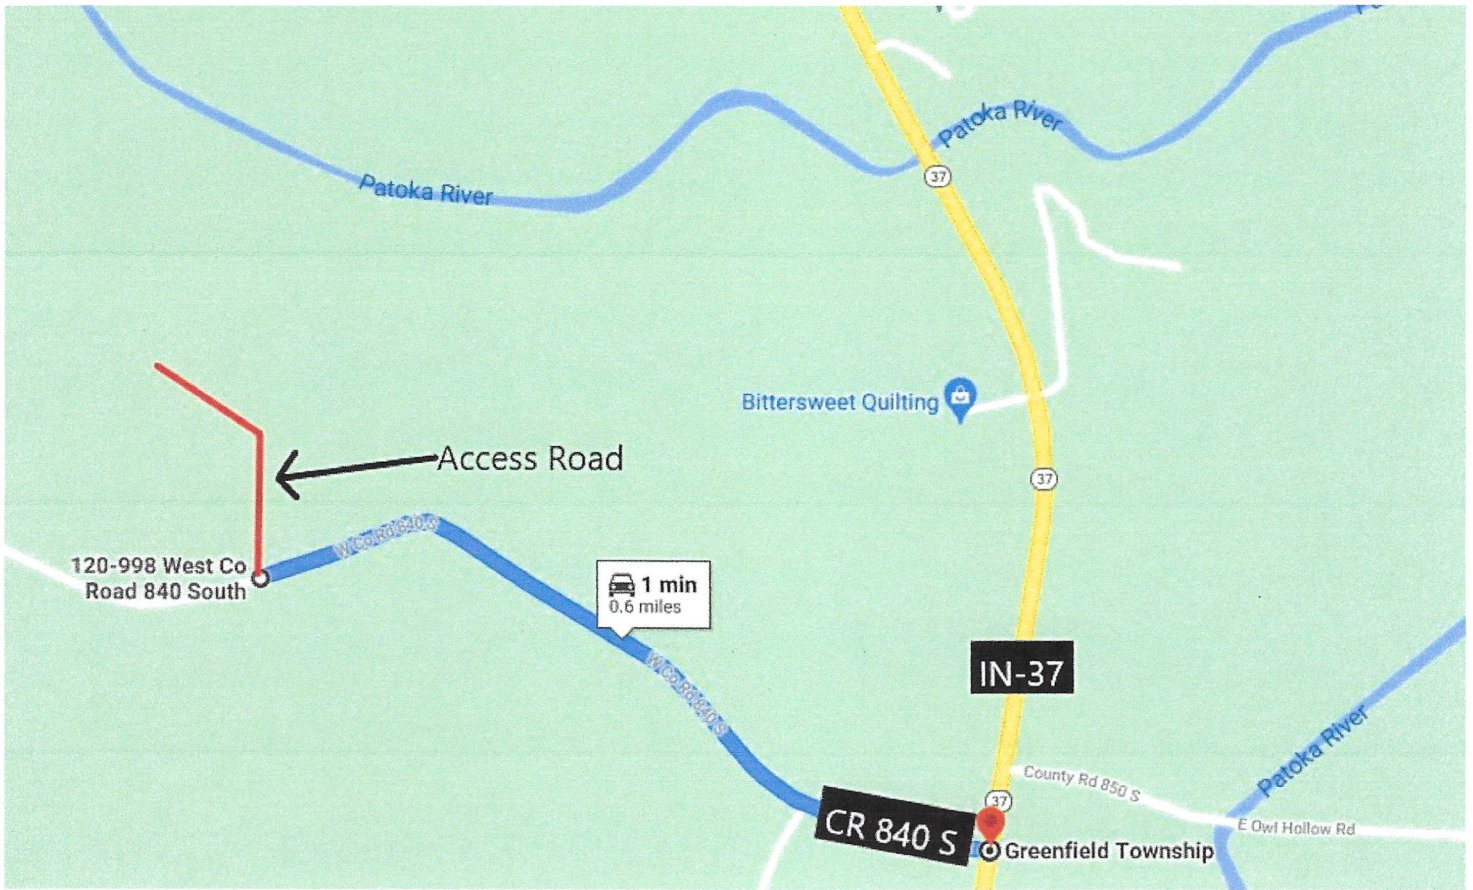 Patoka River
Patoka River
37
Bittersweet Quilting
37
Access Road
W Co Rd 840 S
120-998 West Co
Road 840 South
1 min
0.6 miles
W Co Rd 840 S
IN-37
Patoka River
County Rd 850 S
37
CR 840 S
E Owl Hollow Rd
Greenfield Township